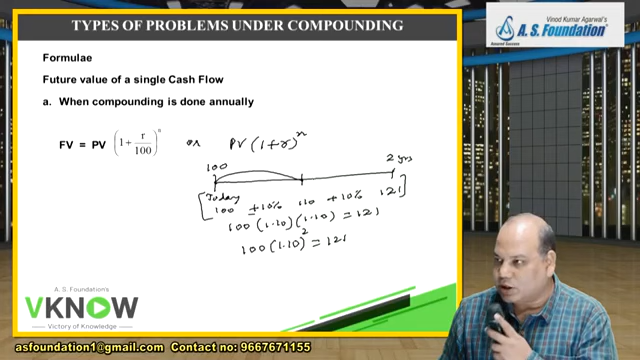 TYPES OF PROBLEMS UNDER COMPOUNDING
Vinod Kumar Agarwal's
A. S. Foundation
Assured Success
Formulae
Future value of a single Cash Flow
a. When compounding is done annually
FV = PV (1 + r/100)^n or PV (1+r)^n
100 2 yrs
Today
100 +10% 110 +10% 121
100 (1.10) (1.10) = 121
100 (1.10)^2 = 121
A. S. Foundation's
VKNOW
Victory of Knowledge
asfoundation1@gmail.com Contact no: 9667671155